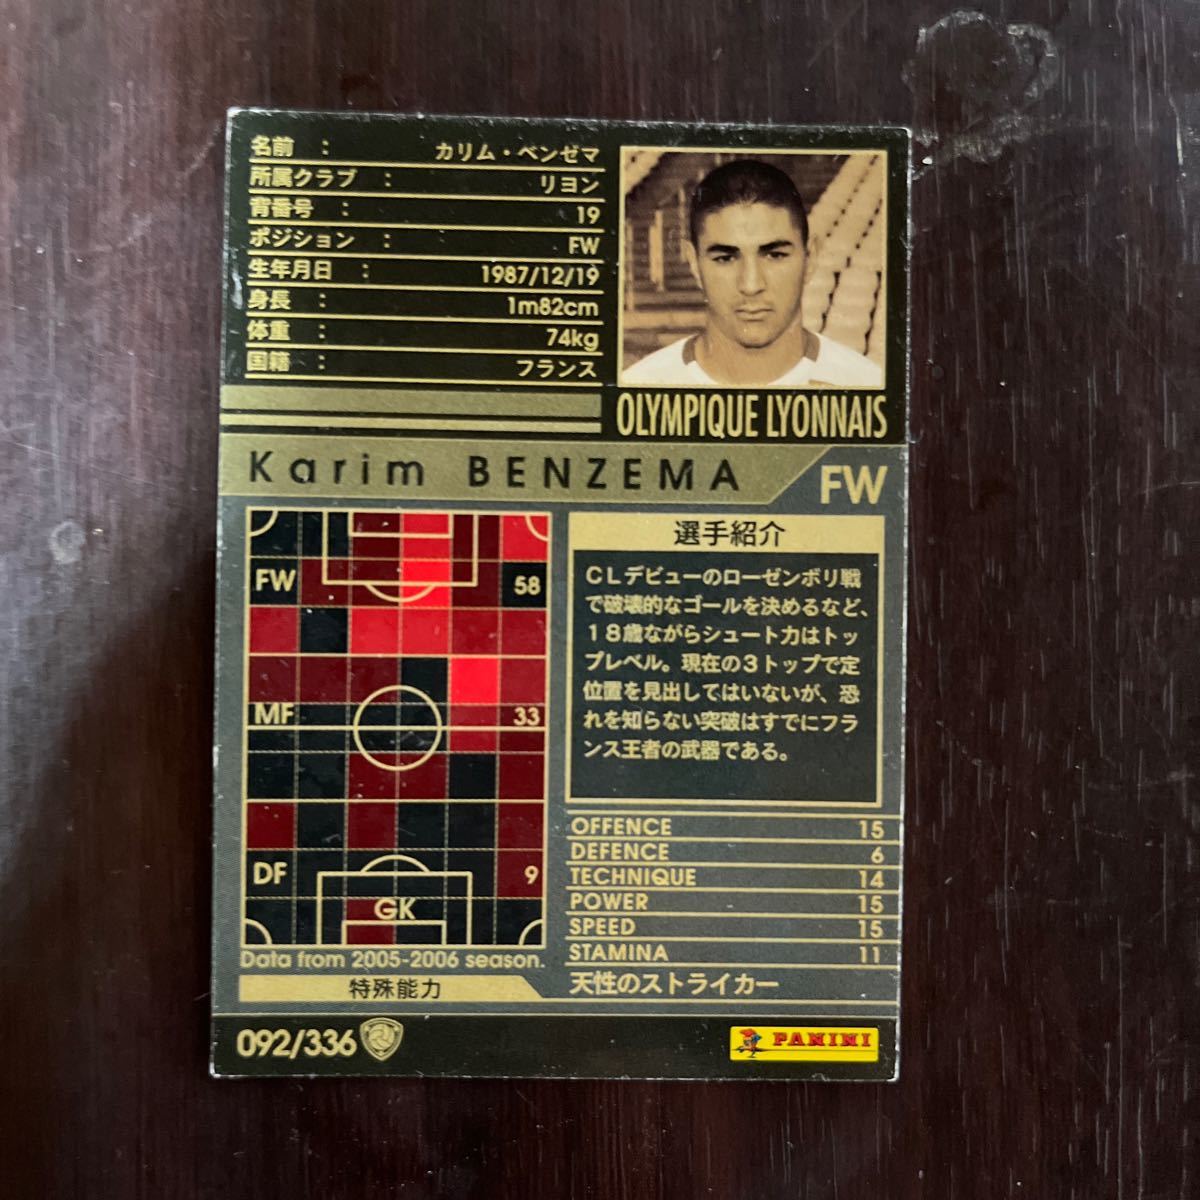 名前 : カリム・ベンゼマ
所属クラブ : リヨン
背番号 : 19
ポジション : FW
生年月日 : 1987/12/19
身長 : 1m82cm
体重 : 74kg
国籍 : フランス
OLYMPIQUE LYONNAIS
Karim BENZEMA
FW
FW 58
MF 33
DF 9
GK
Data from 2005-2006 season.
選手紹介
CLデビューのローゼンボリ戦
で破壊的なゴールを決めるなど、
18歳ながらシュート力はトッ
プレベル。現在の3トップで定
位置を見出してはいないが、恐
れを知らない突破はすでにフラ
ンス王者の武器である。
OFFENCE 15
DEFENCE 6
TECHNIQUE 14
POWER 15
SPEED 15
STAMINA 11
特殊能力
天性のストライカー
092/336
PANINI